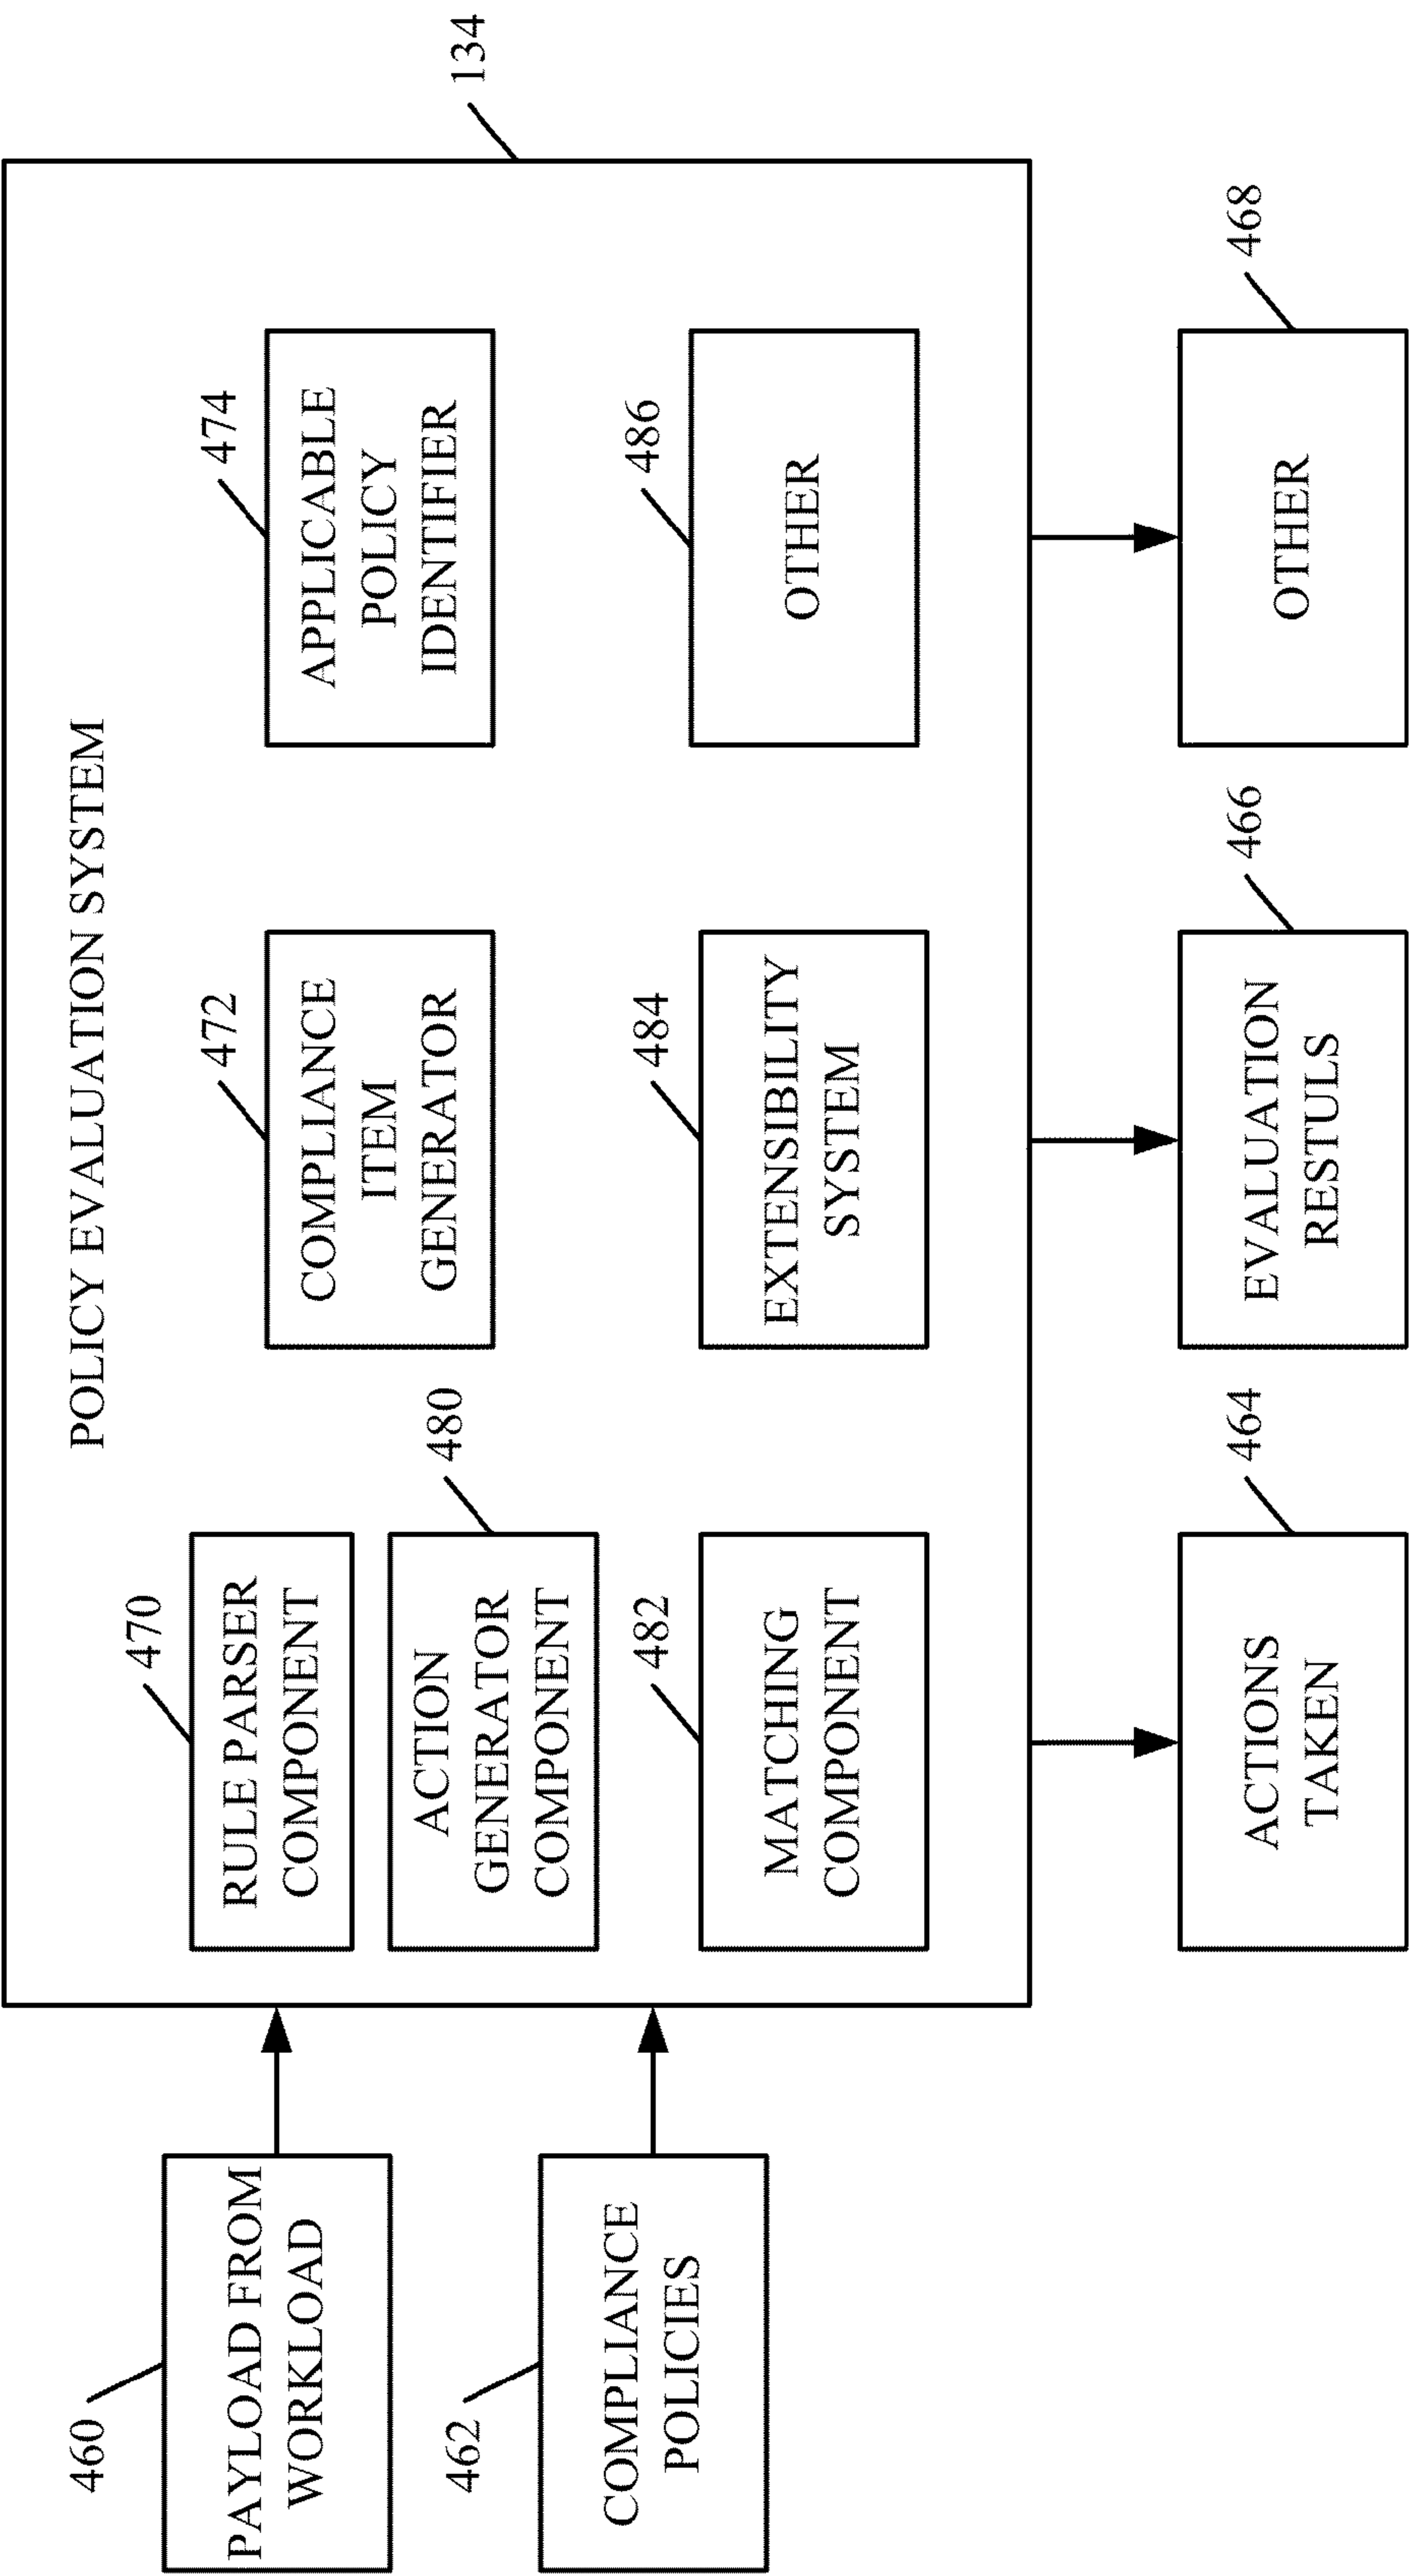 POLICY EVALUATION SYSTEM
134
460
PAYLOAD FROM
WORKLOAD
462
COMPLIANCE
POLICIES
470
RULE PARSER
COMPONENT
472
COMPLIANCE
ITEM
GENERATOR
474
APPLICABLE
POLICY
IDENTIFIER
480
ACTION
GENERATOR
COMPONENT
482
MATCHING
COMPONENT
484
EXTENSIBILITY
SYSTEM
486
OTHER
464
ACTIONS
TAKEN
466
EVALUATION
RESTULS
468
OTHER